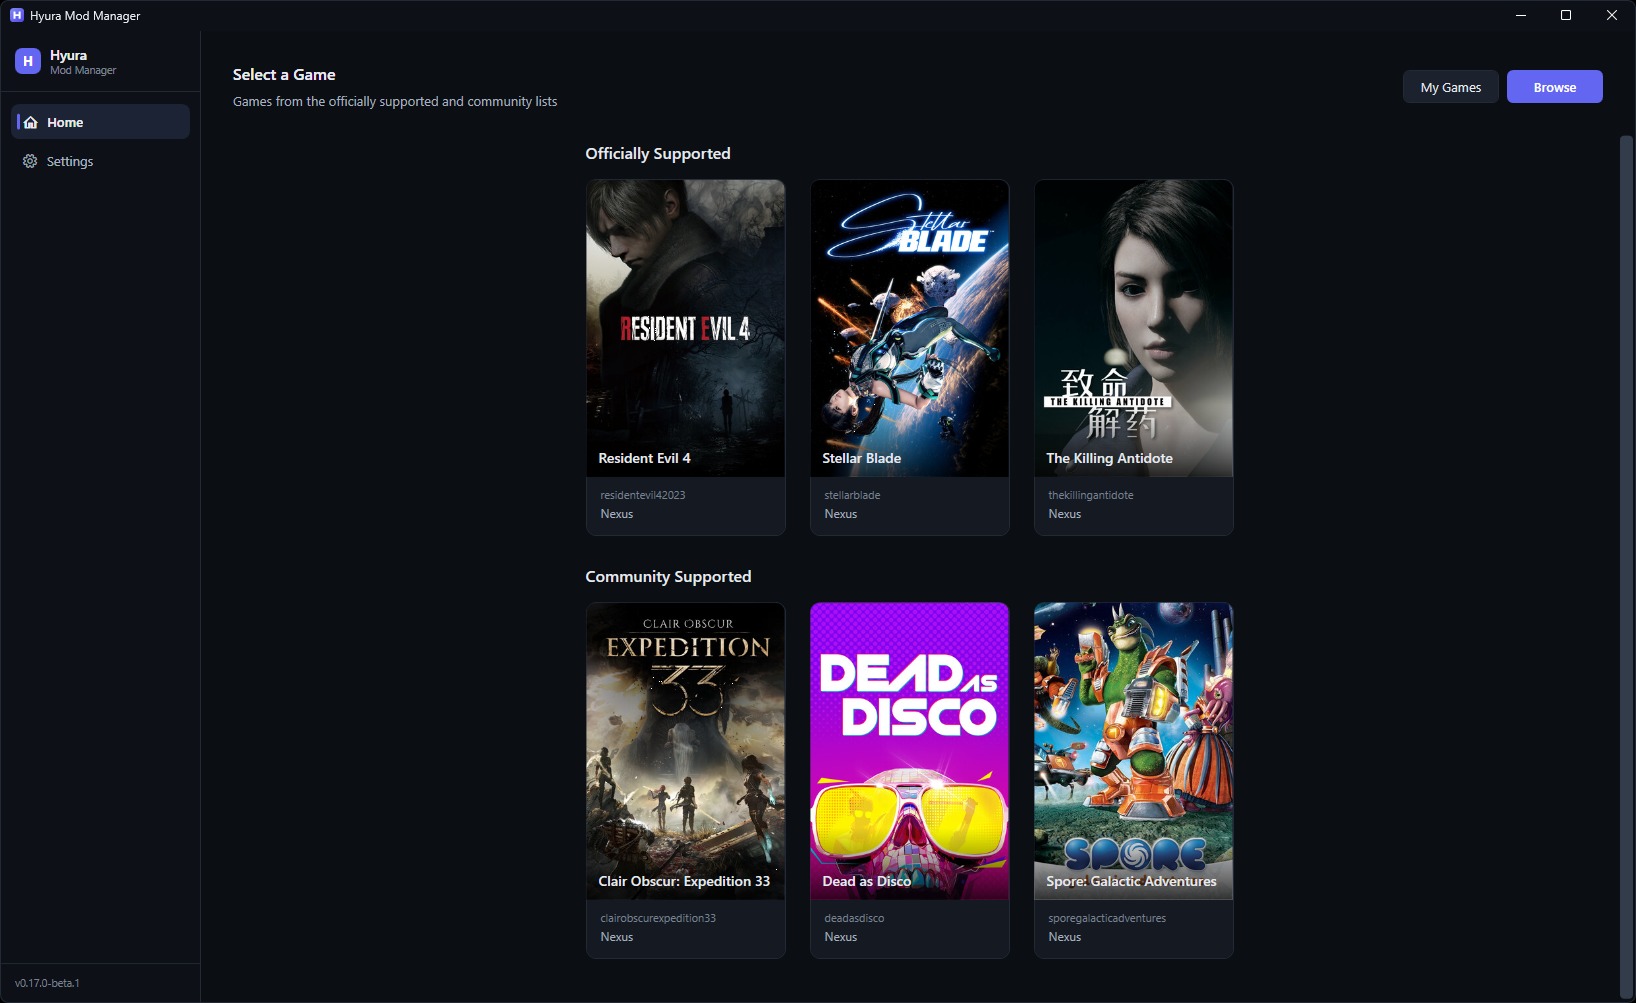 H Hyura Mod Manager
H
Hyura
Mod Manager
Home
Settings
Select a Game
Games from the officially supported and community lists
My Games
Browse
Officially Supported
RESIDENT EVIL 4
Resident Evil 4
residentevil42023
Nexus
Stellar
BLADE
Stellar Blade
stellarblade
Nexus
致命
THE KILLING ANTIDOTE
解药
The Killing Antidote
thekillingantidote
Nexus
Community Supported
CLAIR OBSCUR
EXPEDITION
33
Clair Obscur: Expedition 33
clairobscurexpedition33
Nexus
DEAD AS
DISCO
Dead as Disco
deadasdisco
Nexus
SPORE
Spore: Galactic Adventures
sporegalacticadventures
Nexus
v0.17.0-beta.1